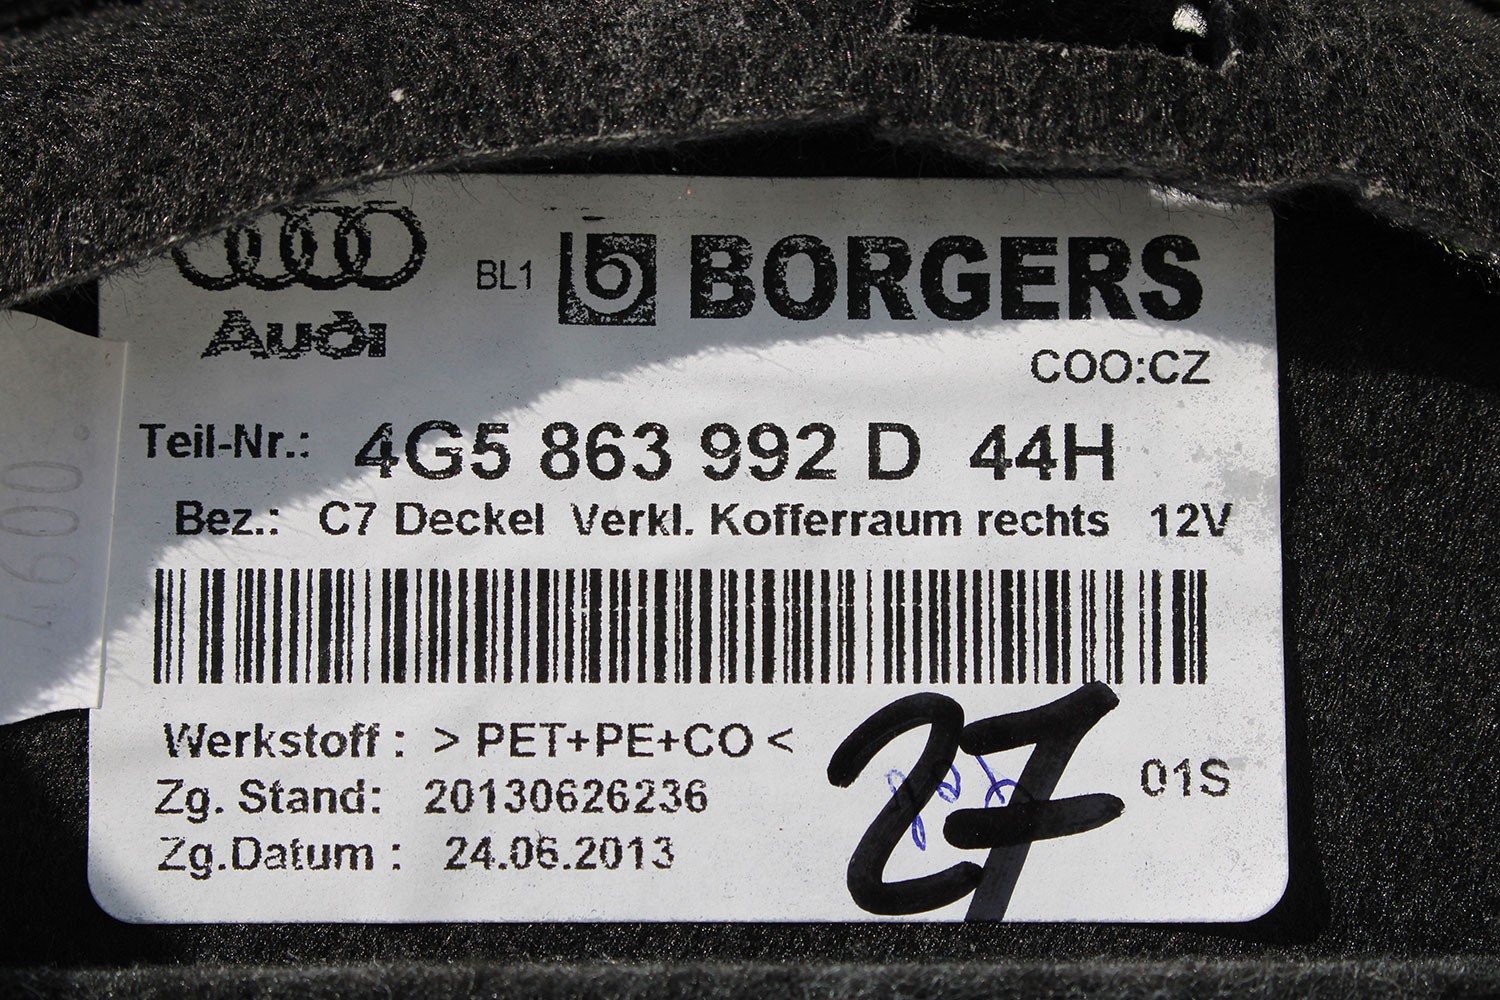 Audi
BL1
BORGERS
COO:CZ
Teil-Nr.: 4G5 863 992 D 44H
Bez.: C7 Deckel Verkl. Kofferraum rechts 12V
Werkstoff : > PET+PE+CO <
Zg. Stand: 20130626236
Zg.Datum : 24.06.2013
27
01S